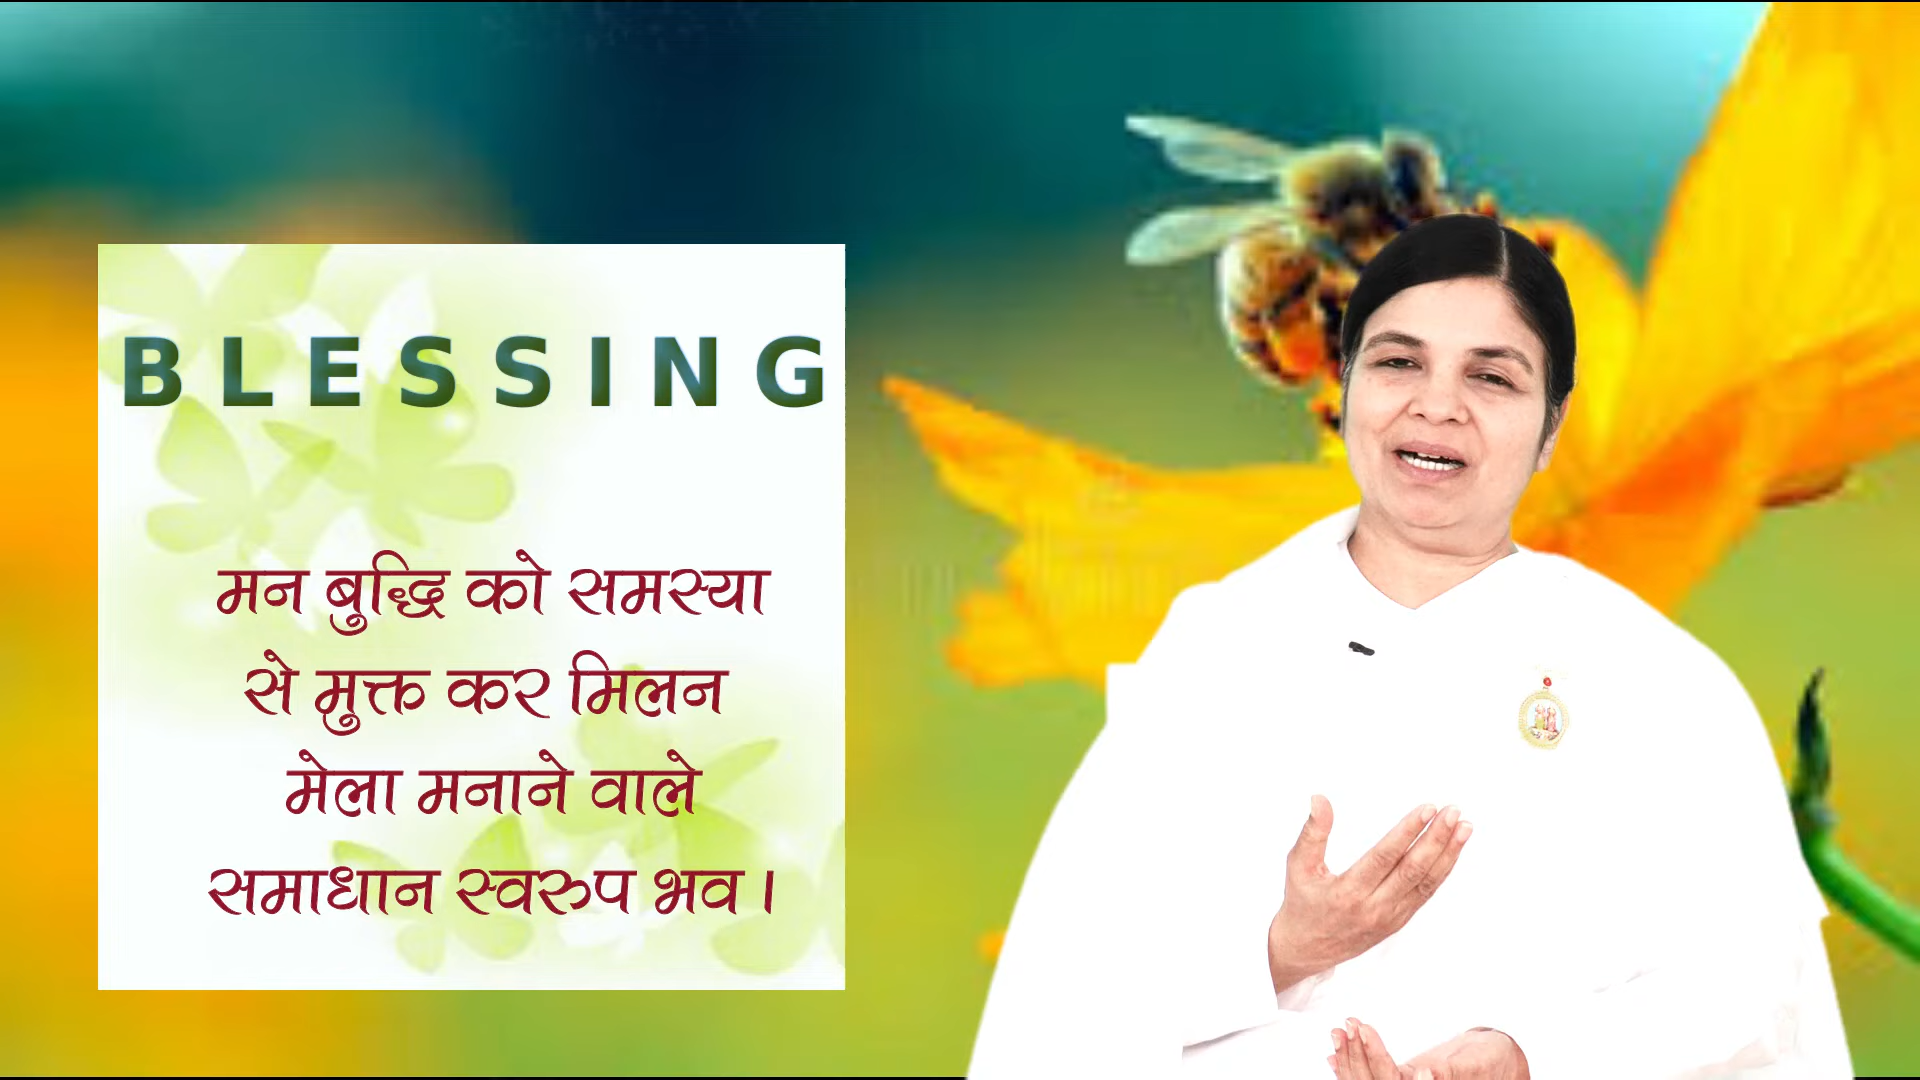 BLESSING
मन बुद्धि को समस्या
से मुक्त कर मिलन
मेला मनाने वाले
समाधान स्वरुप भव।